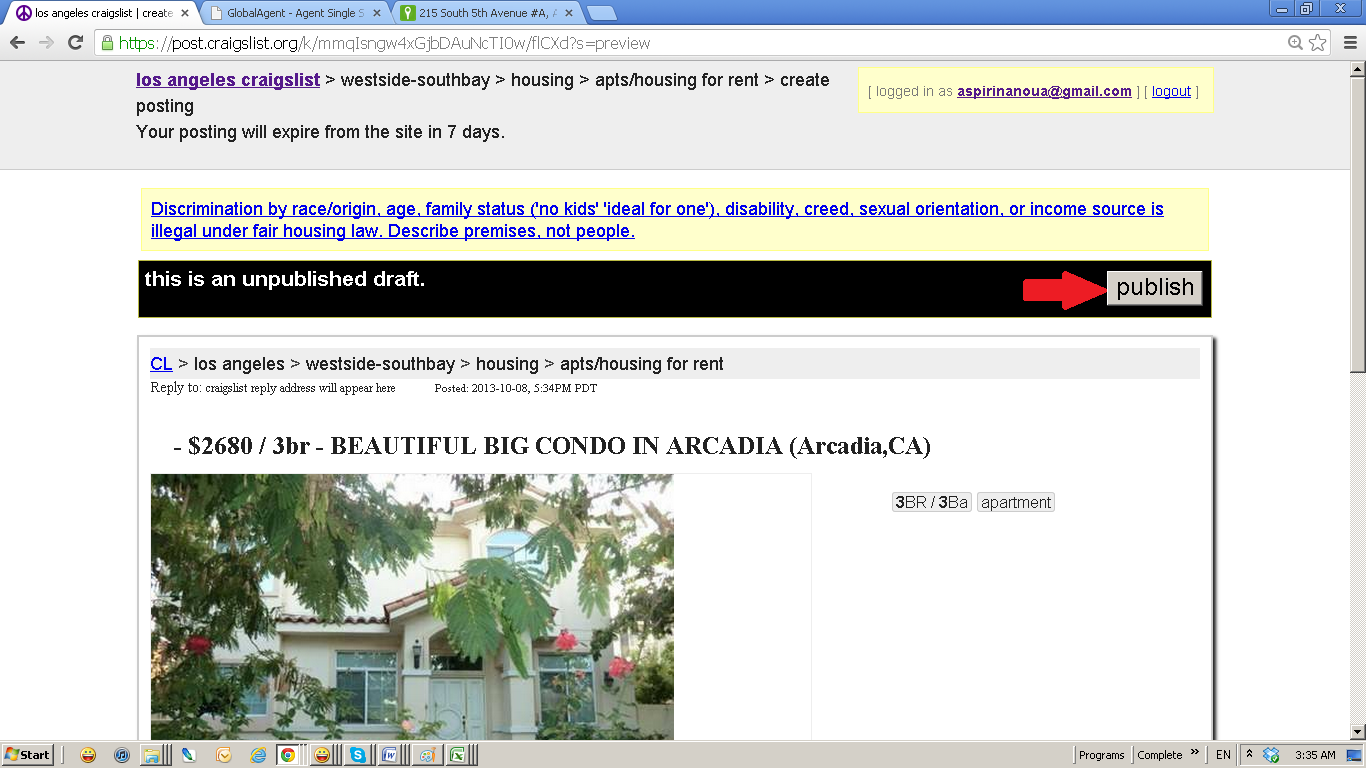 los angeles craigslist | create
GlobalAgent - Agent Single S
215 South 5th Avenue #A, A
https://post.craigslist.org/k/mmqIsngw4xGjbDAuNcTI0w/flCXd?s=preview
los angeles craigslist > westside-southbay > housing > apts/housing for rent > create
posting
Your posting will expire from the site in 7 days.
[ logged in as aspirinanoua@gmail.com ] [ logout ]
Discrimination by race/origin, age, family status ('no kids' 'ideal for one'), disability, creed, sexual orientation, or income source is
illegal under fair housing law. Describe premises, not people.
this is an unpublished draft.
publish
CL > los angeles > westside-southbay > housing > apts/housing for rent
Reply to: craigslist reply address will appear here Posted: 2013-10-08, 5:34PM PDT
- $2680 / 3br - BEAUTIFUL BIG CONDO IN ARCADIA (Arcadia,CA)
3BR / 3Ba apartment
Start
Programs Complete » EN 3:35 AM